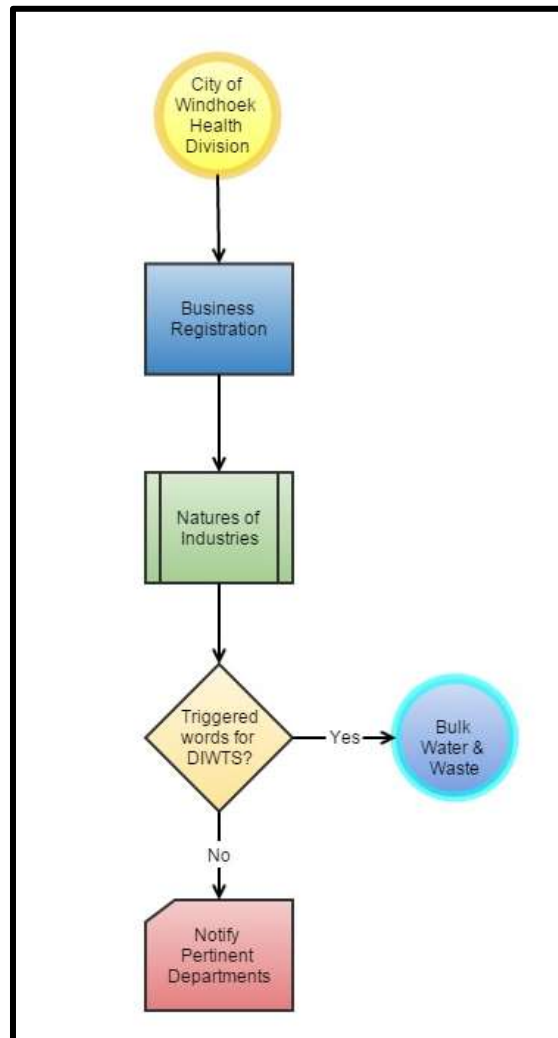 City of
Windhoek
Health
Division
Business
Registration
Natures of
Industries
Triggered
words for
DIWTS?
Yes
Bulk
Water &
Waste
No
Notify
Pertinent
Departments